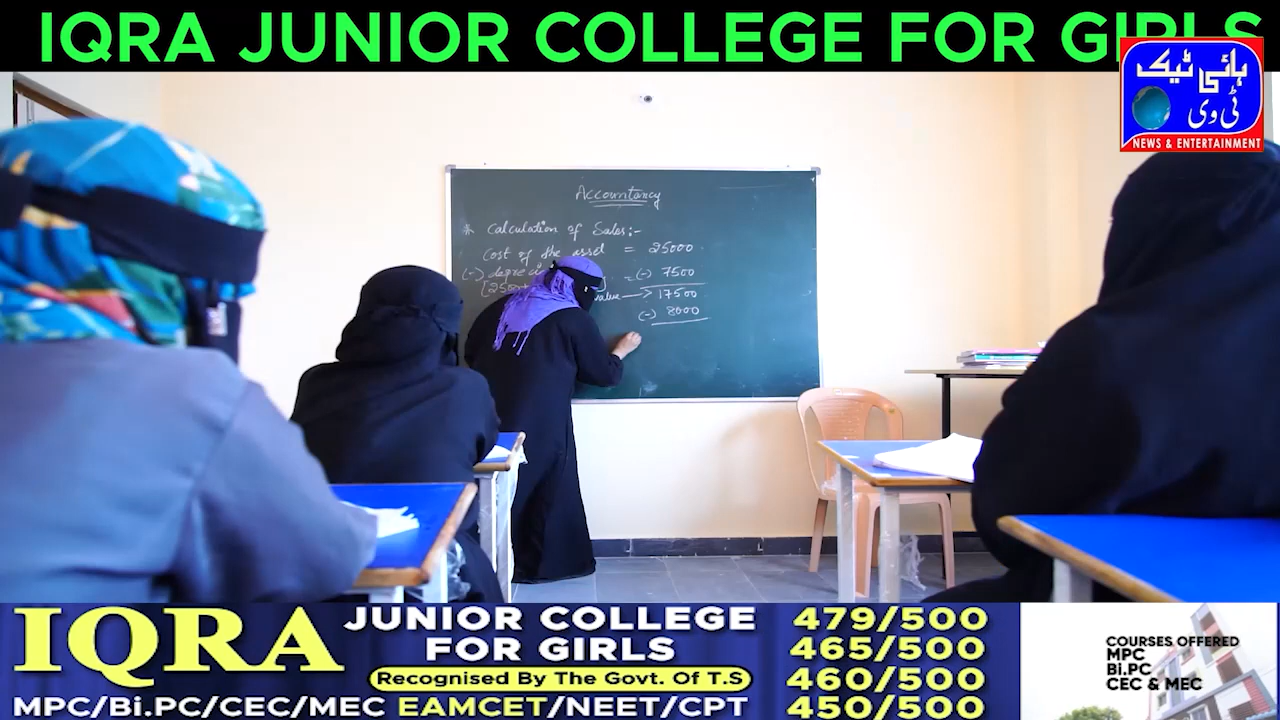 IQRA JUNIOR COLLEGE FOR GIRLS
ہائی ٹیک
ٹی وی
NEWS & ENTERTAINMENT
Accountancy
* Calculation of Sales:-
Cost of the asset = 25000
(-) = (-) 7500
value → 17500
(-) 8000
IQRA
JUNIOR COLLEGE
FOR GIRLS
Recognised By The Govt. Of T.S
MPC/Bi.PC/CEC/MEC EAMCET/NEET/CPT
479/500
465/500
460/500
450/500
COURSES OFFERED
MPC
Bi.PC
CEC & MEC